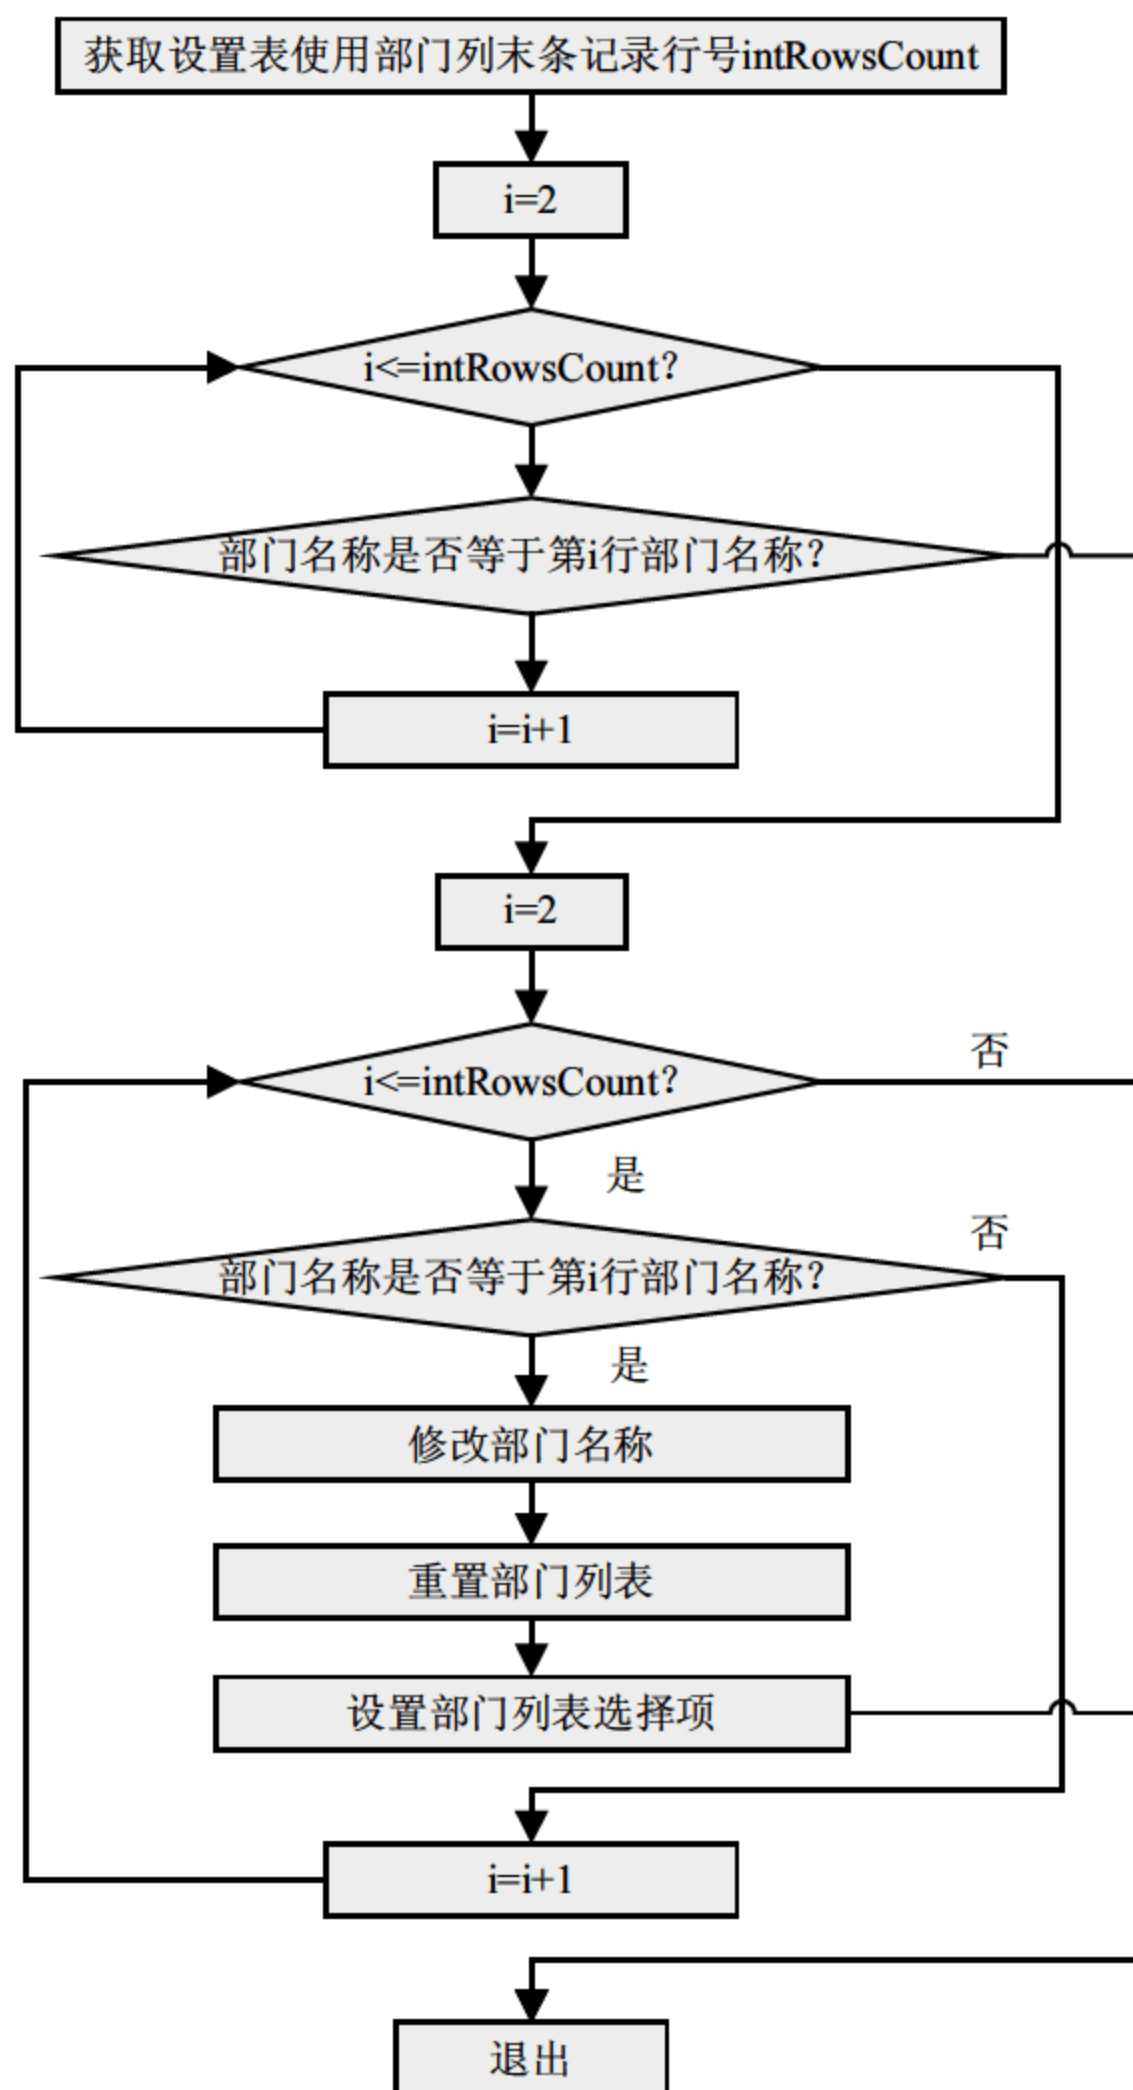 获取设置表使用部门列末条记录行号intRowsCount
i=2
i<=intRowsCount?
部门名称是否等于第i行部门名称?
i=i+1
i=2
i<=intRowsCount?
否
是
部门名称是否等于第i行部门名称?
否
是
修改部门名称
重置部门列表
设置部门列表选择项
i=i+1
退出